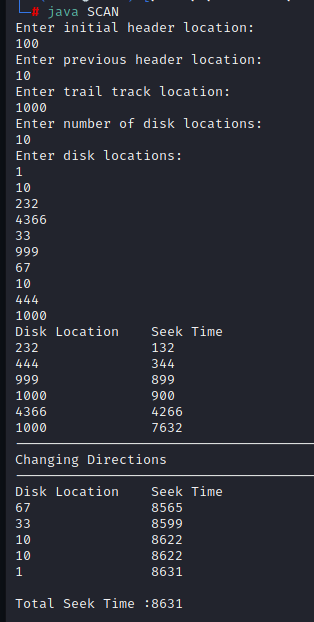 # java SCAN
Enter initial header location:
100
Enter previous header location:
10
Enter trail track location:
1000
Enter number of disk locations:
10
Enter disk locations:
1
10
232
4366
33
999
67
10
444
1000
Disk Location    Seek Time
232              132
444              344
999              899
1000             900
4366             4266
1000             7632
Changing Directions
Disk Location    Seek Time
67               8565
33               8599
10               8622
10               8622
1                8631
Total Seek Time :8631